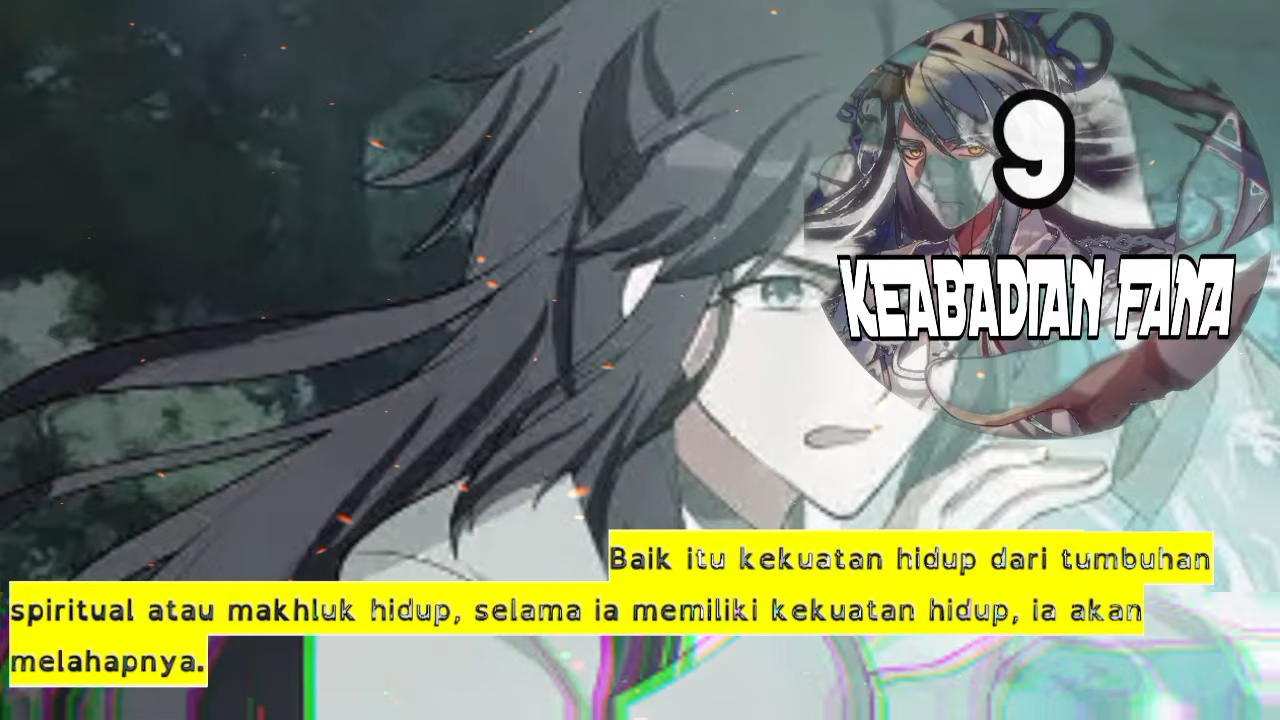 9
KEABADIAN FANA
Baik itu kekuatan hidup dari tumbuhan
spiritual atau makhluk hidup, selama ia memiliki kekuatan hidup, ia akan
melahapnya.